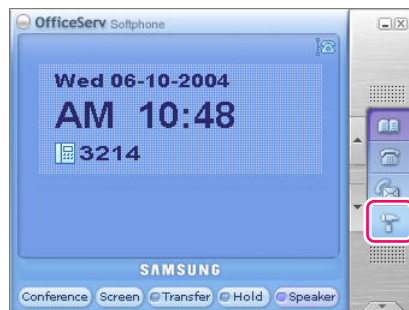 OfficeServ Softphone
Wed 06-10-2004
AM 10:48
3214
SAMSUNG
Conference Screen Transfer Hold Speaker